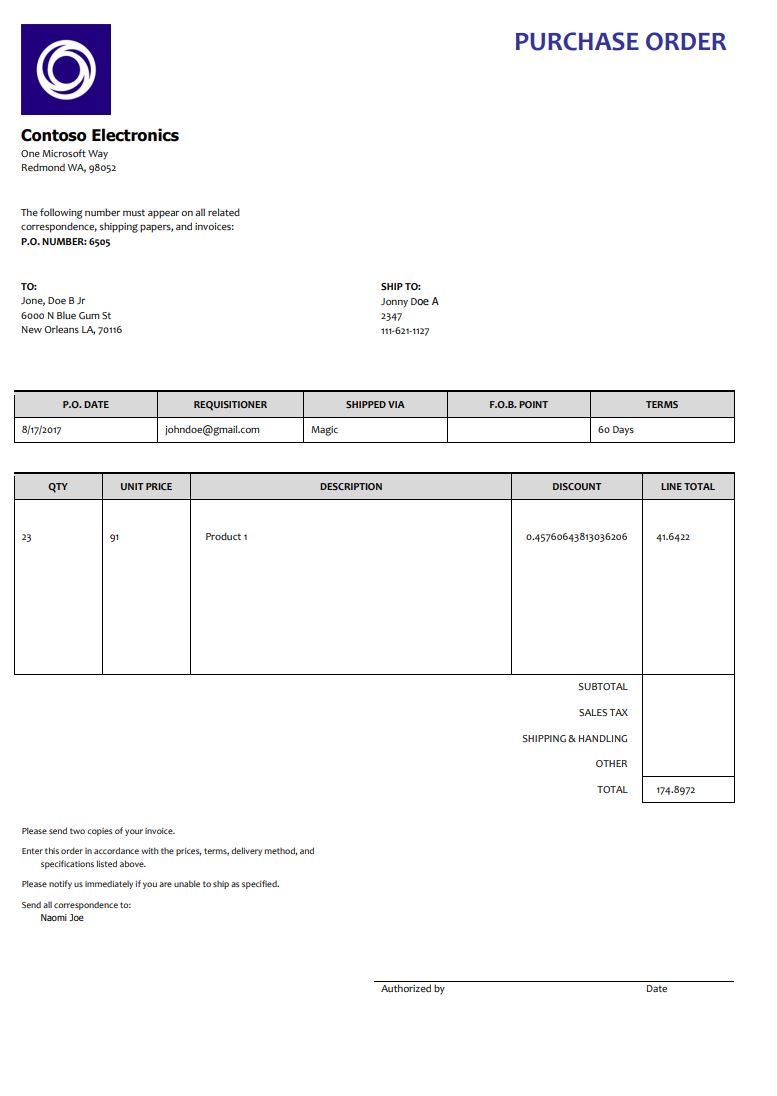 PURCHASE ORDER
Contoso Electronics
One Microsoft Way
Redmond WA, 98052
The following number must appear on all related
correspondence, shipping papers, and invoices:
P.O. NUMBER: 6505
TO:
Jone, Doe B Jr
6000 N Blue Gum St
New Orleans LA, 70116
SHIP TO:
Jonny Doe A
2347
111-621-1127
P.O. DATE REQUISITIONER SHIPPED VIA F.O.B. POINT TERMS
8/17/2017 johndoe@gmail.com Magic 60 Days
QTY UNIT PRICE DESCRIPTION DISCOUNT LINE TOTAL
23 91 Product 1 0.45760643813036206 41.6422
SUBTOTAL
SALES TAX
SHIPPING & HANDLING
OTHER
TOTAL 174.8972
Please send two copies of your invoice.
Enter this order in accordance with the prices, terms, delivery method, and
specifications listed above.
Please notify us immediately if you are unable to ship as specified.
Send all correspondence to:
Naomi Joe
Authorized by Date